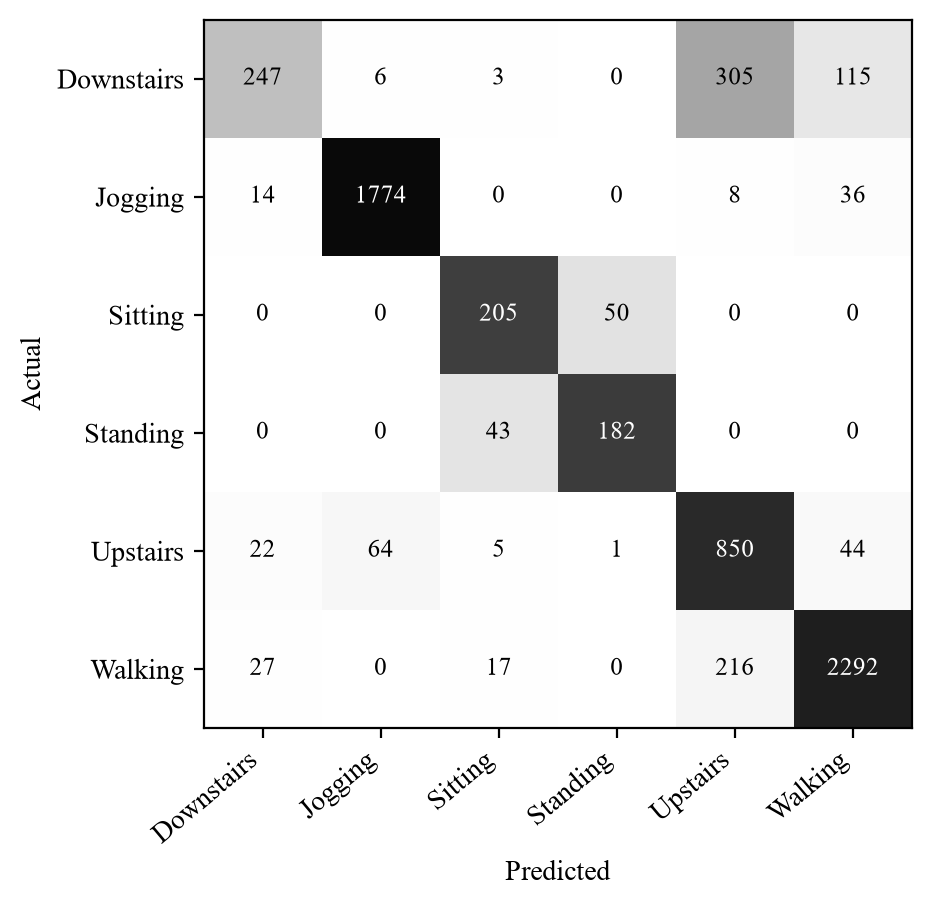 Downstairs 247 6 3 0 305 115
Jogging 14 1774 0 0 8 36
Sitting 0 0 205 50 0 0
Standing 0 0 43 182 0 0
Upstairs 22 64 5 1 850 44
Walking 27 0 17 0 216 2292
Actual
Downstairs Jogging Sitting Standing Upstairs Walking
Predicted